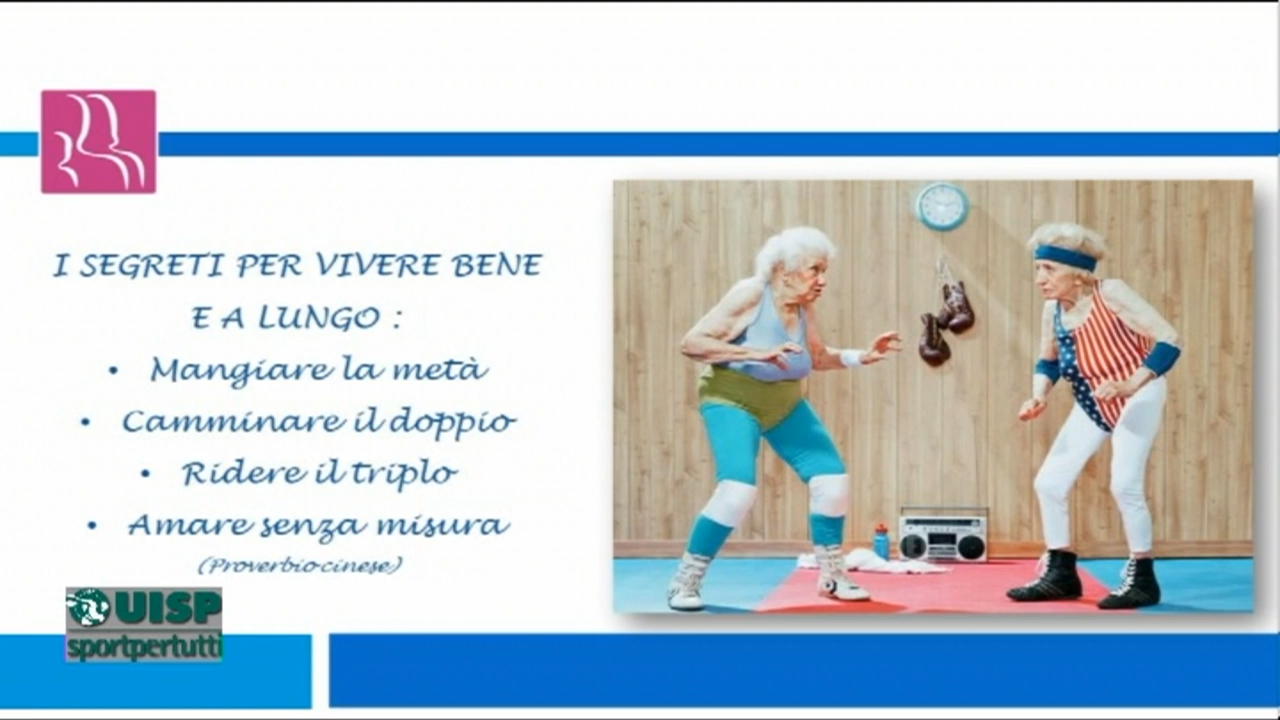 I SEGRETI PER VIVERE BENE
E A LUNGO :
• Mangiare la metà
• Camminare il doppio
• Ridere il triplo
• Amare senza misura
(Proverbio cinese)
UISP
sportpertutti